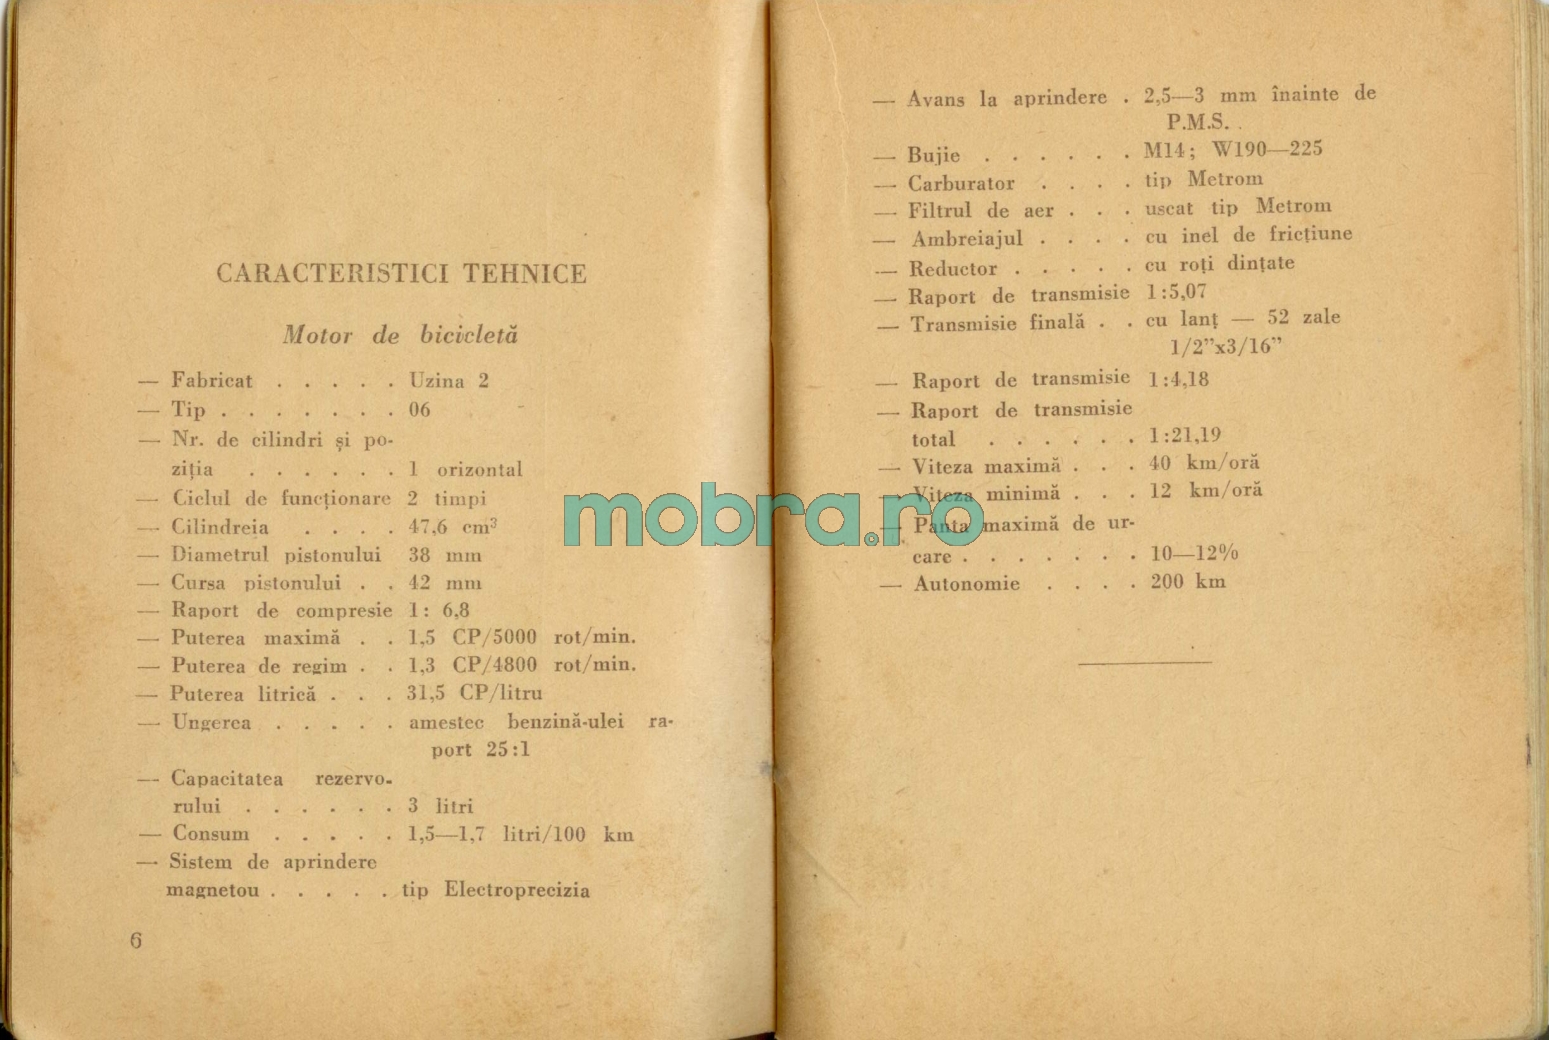 CARACTERISTICI TEHNICE
Motor de bicicletă
— Fabricat . . . . . Uzina 2
— Tip . . . . . . . 06
— Nr. de cilindri și po-
ziția . . . . . . 1 orizontal
— Ciclul de funcționare 2 timpi
— Cilindreia . . . . 47,6 cm³
— Diametrul pistonului 38 mm
— Cursa pistonului . . 42 mm
— Raport de compresie 1: 6,8
— Puterea maximă . . 1,5 CP/5000 rot/min.
— Puterea de regim . . 1,3 CP/4800 rot/min.
— Puterea litrică . . . 31,5 CP/litru
— Ungerea . . . . . amestec benzină-ulei ra-
port 25:1
— Capacitatea rezervo-
rului . . . . . . 3 litri
— Consum . . . . . 1,5—1,7 litri/100 km
— Sistem de aprindere
magnetou . . . . . tip Electroprecizia
6
— Avans la aprindere . 2,5—3 mm înainte de
P.M.S.
— Bujie . . . . . . M14; W190—225
— Carburator . . . . tip Metrom
— Filtrul de aer . . . uscat tip Metrom
— Ambreiajul . . . . cu inel de fricțiune
— Reductor . . . . . cu roți dințate
— Raport de transmisie 1:5,07
— Transmisie finală . . cu lanț — 52 zale
1/2”x3/16”
— Raport de transmisie 1:4,18
— Raport de transmisie
total . . . . . . 1:21,19
— Viteza maximă . . . 40 km/oră
— Viteza minimă . . . 12 km/oră
— Panta maximă de ur-
care . . . . . . . 10—12%
— Autonomie . . . . 200 km
mobra.ro